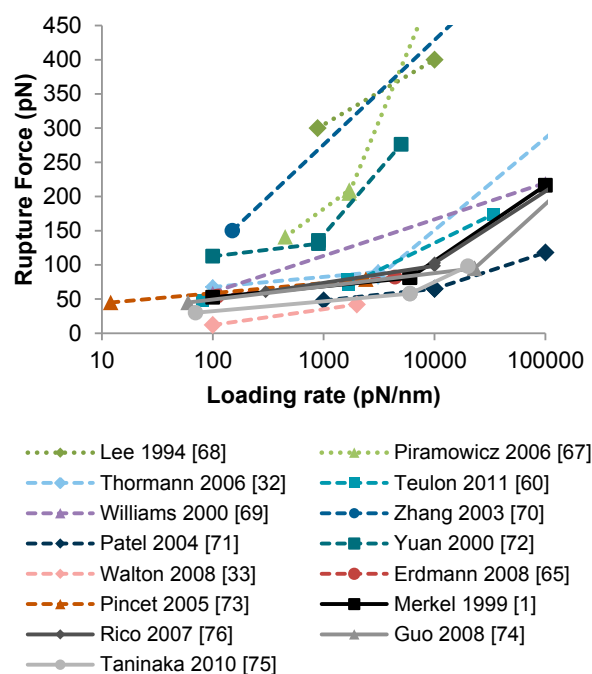 450
400
350
300
250
200
150
100
50
0
Rupture Force (pN)
10 100 1000 10000 100000
Loading rate (pN/nm)
Lee 1994 [68] Piramowicz 2006 [67]
Thormann 2006 [32] Teulon 2011 [60]
Williams 2000 [69] Zhang 2003 [70]
Patel 2004 [71] Yuan 2000 [72]
Walton 2008 [33] Erdmann 2008 [65]
Pincet 2005 [73] Merkel 1999 [1]
Rico 2007 [76] Guo 2008 [74]
Taninaka 2010 [75]